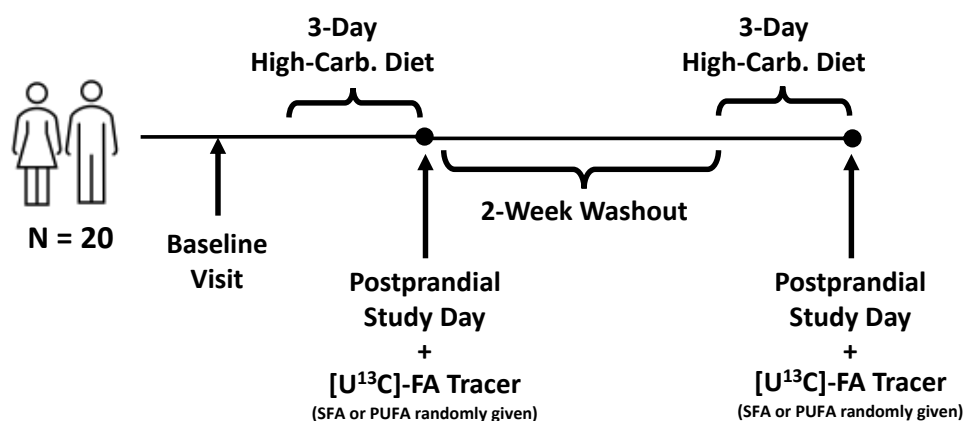 3-Day
High-Carb. Diet
3-Day
High-Carb. Diet
N = 20
Baseline
Visit
2-Week Washout
Postprandial
Study Day
+
[U¹³C]-FA Tracer
(SFA or PUFA randomly given)
Postprandial
Study Day
+
[U¹³C]-FA Tracer
(SFA or PUFA randomly given)